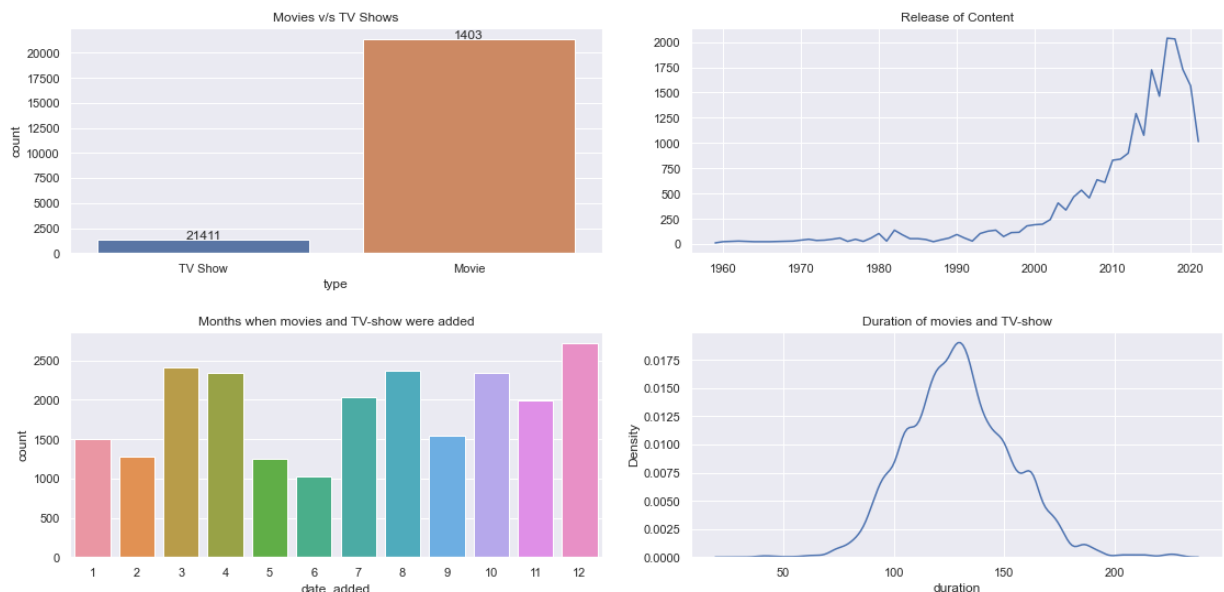 Movies v/s TV Shows
1403
21411
20000
17500
15000
12500
10000
7500
5000
2500
0
count
TV Show
Movie
type
Release of Content
2000
1750
1500
1250
1000
750
500
250
0
1960 1970 1980 1990 2000 2010 2020
Months when movies and TV-show were added
2500
2000
1500
1000
500
0
count
1 2 3 4 5 6 7 8 9 10 11 12
date_added
Duration of movies and TV-show
0.0175
0.0150
0.0125
0.0100
0.0075
0.0050
0.0025
0.0000
Density
50 100 150 200
duration